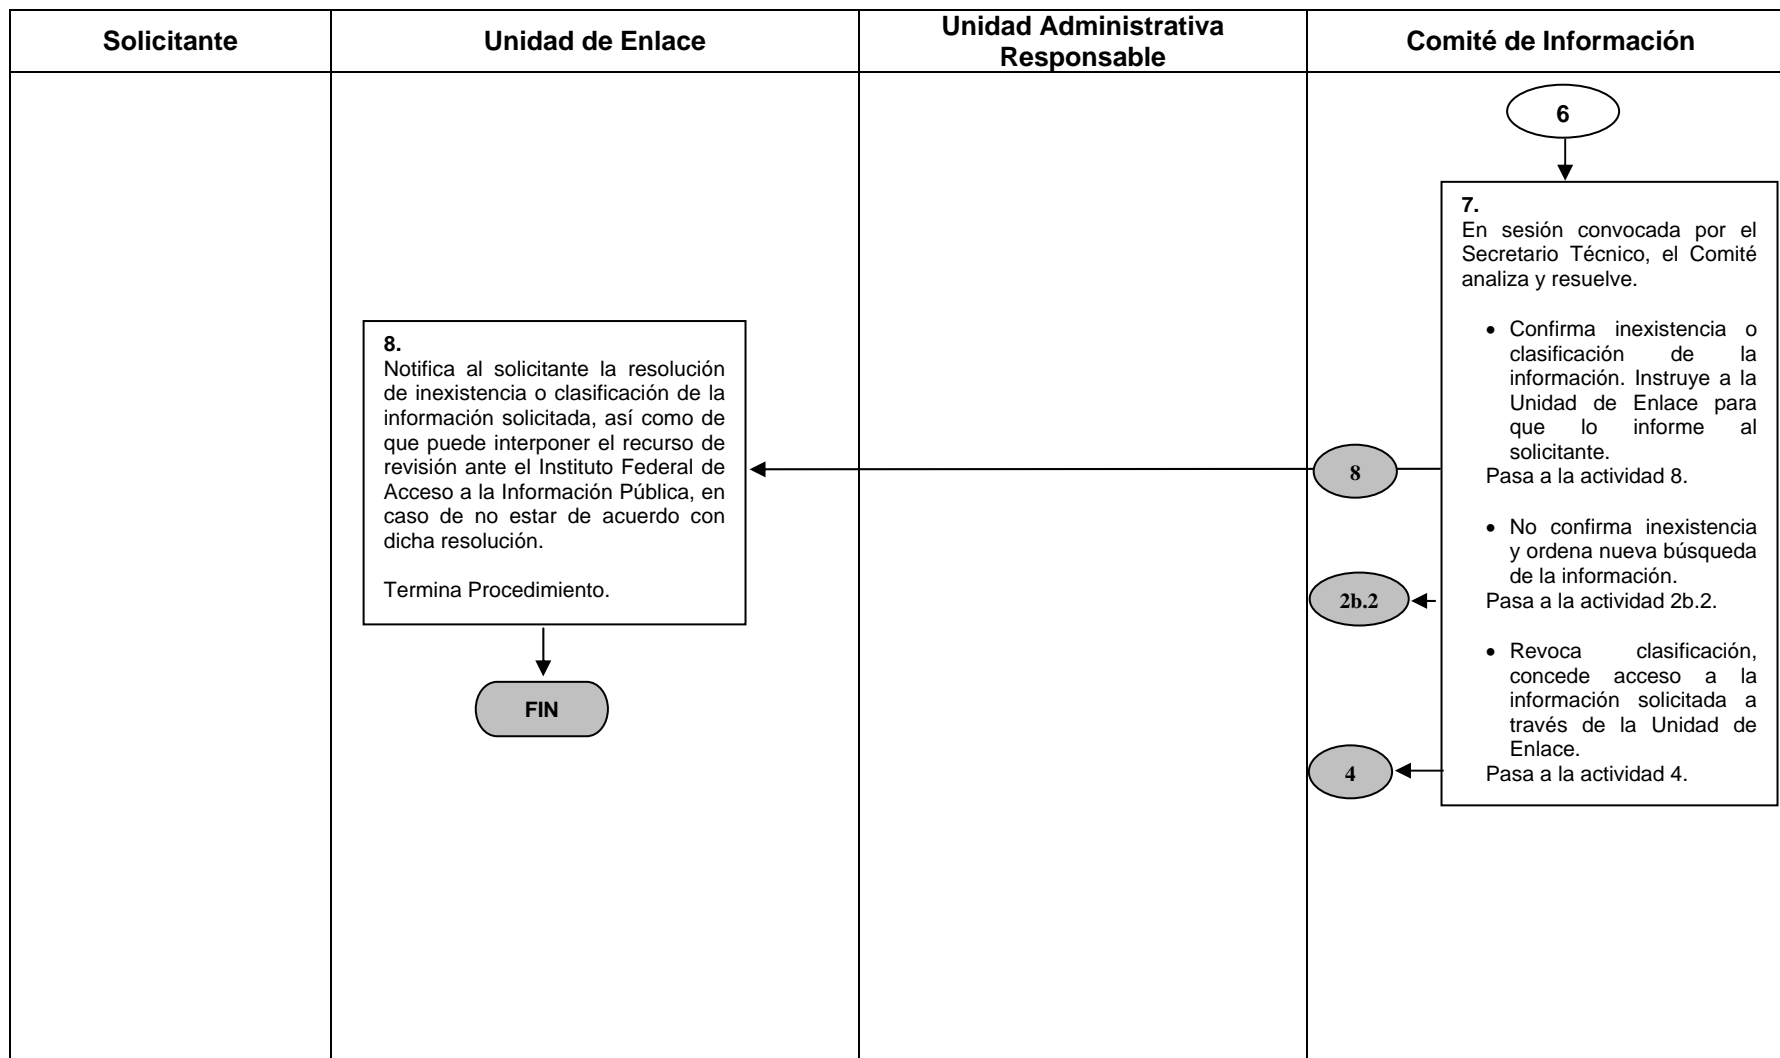 Solicitante
Unidad de Enlace
Unidad Administrativa
Responsable
Comité de Información
6
7.
En sesión convocada por el
Secretario Técnico, el Comité
analiza y resuelve.
• Confirma inexistencia o
clasificación de la
información. Instruye a la
Unidad de Enlace para
que lo informe al
solicitante.
Pasa a la actividad 8.
• No confirma inexistencia
y ordena nueva búsqueda
de la información.
Pasa a la actividad 2b.2.
• Revoca clasificación,
concede acceso a la
información solicitada a
través de la Unidad de
Enlace.
Pasa a la actividad 4.
8
2b.2
4
8.
Notifica al solicitante la resolución
de inexistencia o clasificación de la
información solicitada, así como de
que puede interponer el recurso de
revisión ante el Instituto Federal de
Acceso a la Información Pública, en
caso de no estar de acuerdo con
dicha resolución.
Termina Procedimiento.
FIN